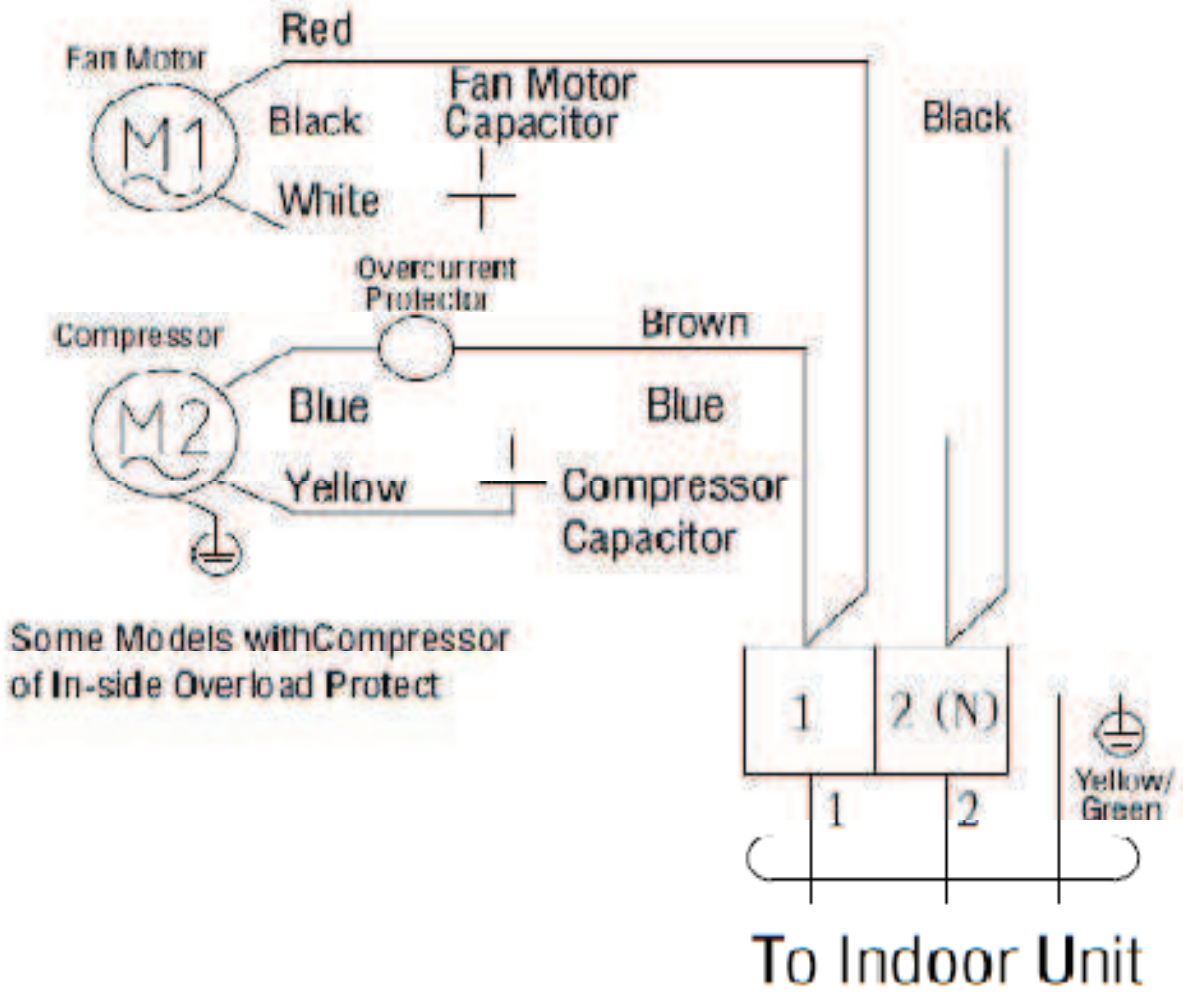 Red
Fan Motor
M1
Black
White
Fan Motor
Capacitor
Black
Overcurrent
Protector
Compressor
M2
Brown
Blue
Blue
Yellow
Compressor
Capacitor
Some Models withCompressor
of In-side Overload Protect
1
2 (N)
1
2
Yellow/
Green
To Indoor Unit